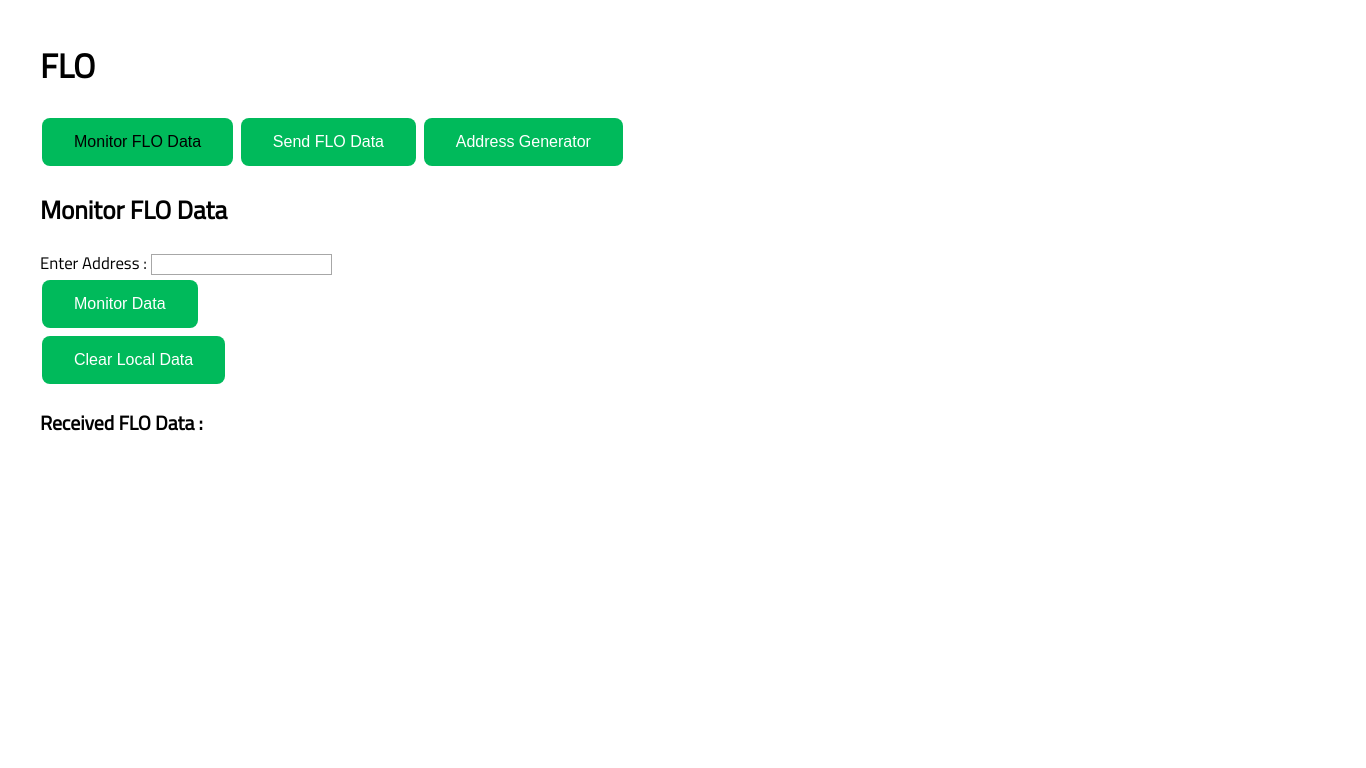 FLO
Monitor FLO Data Send FLO Data Address Generator
Monitor FLO Data
Enter Address :
Monitor Data
Clear Local Data
Received FLO Data :